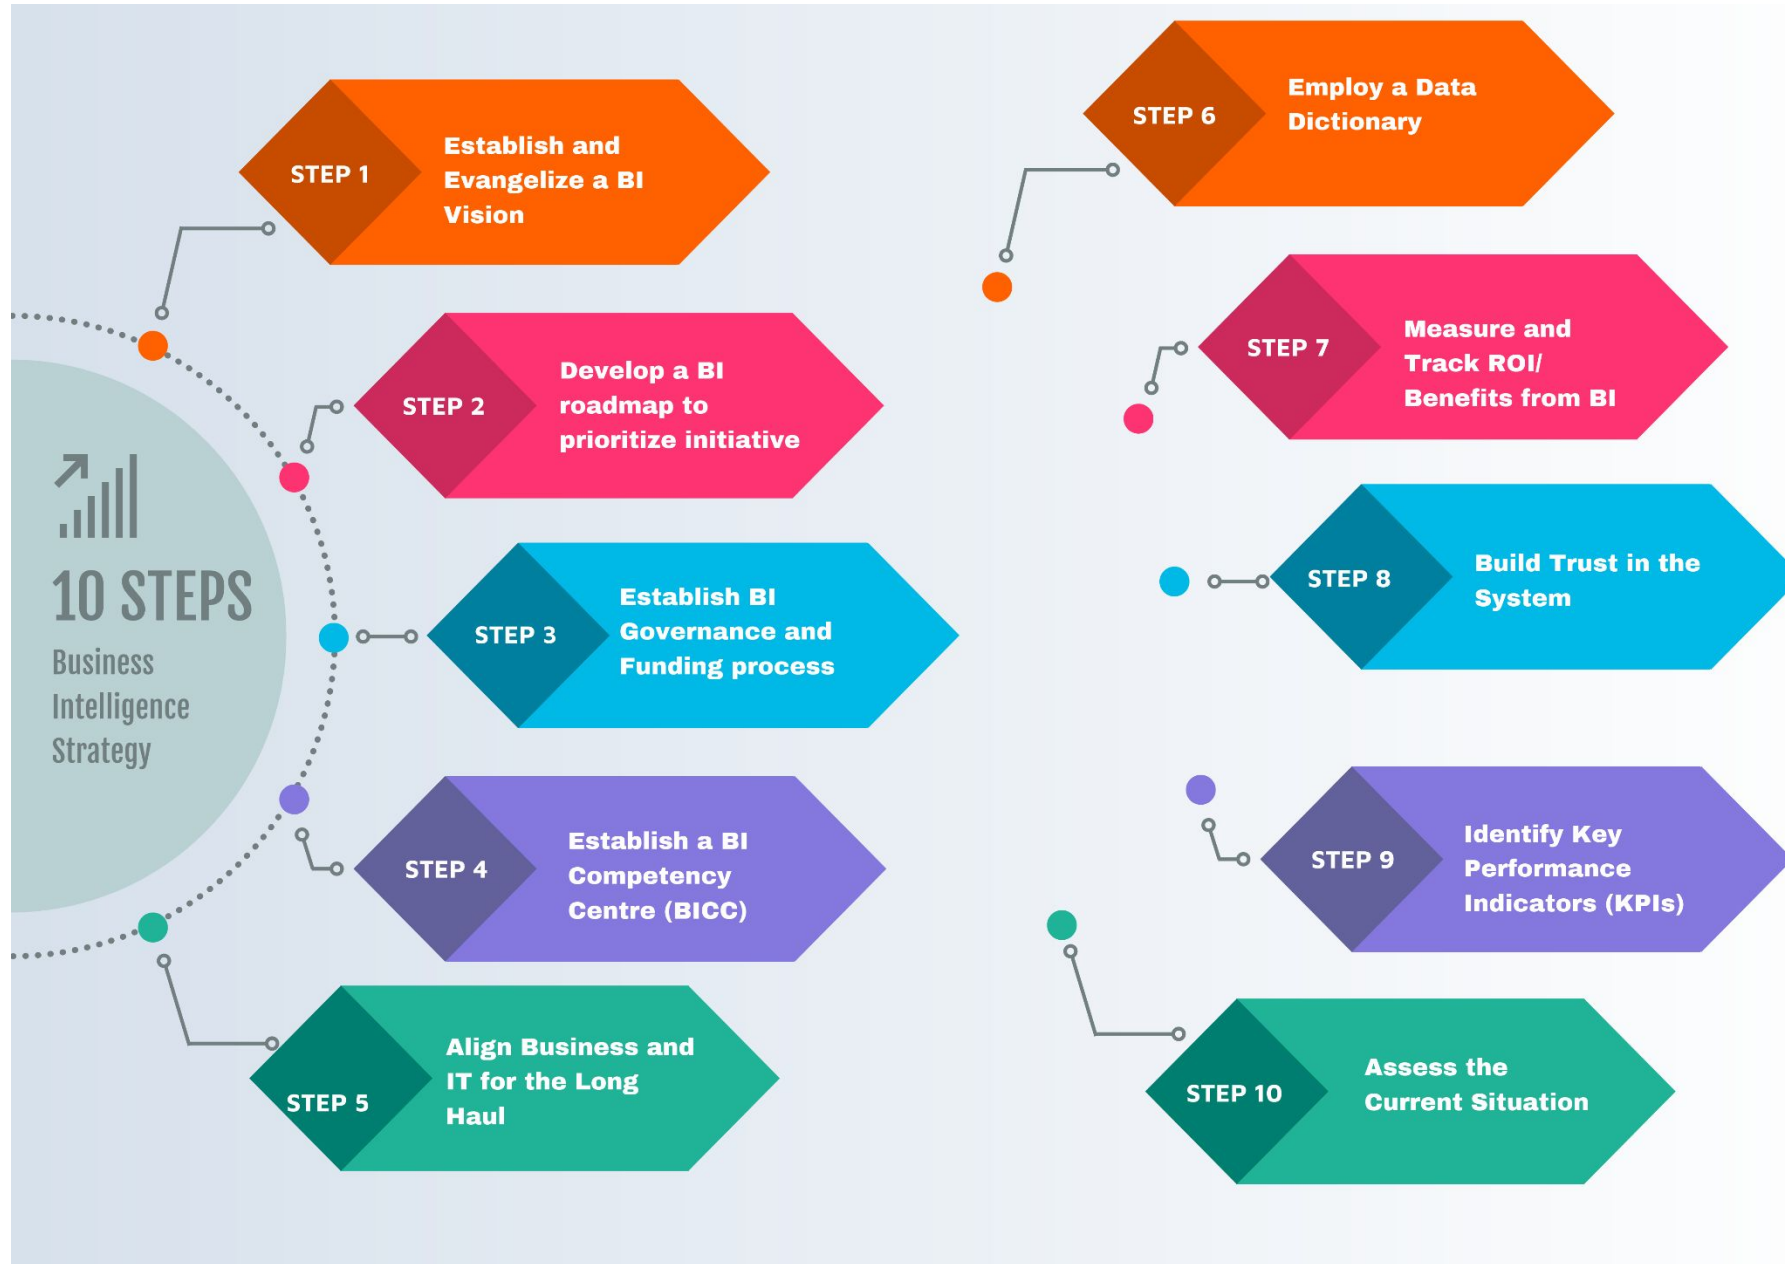 10 STEPS
Business
Intelligence
Strategy
STEP 1
Establish and
Evangelize a BI
Vision
STEP 2
Develop a BI
roadmap to
prioritize initiative
STEP 3
Establish BI
Governance and
Funding process
STEP 4
Establish a BI
Competency
Centre (BICC)
STEP 5
Align Business and
IT for the Long
Haul
STEP 6
Employ a Data
Dictionary
STEP 7
Measure and
Track ROI/
Benefits from BI
STEP 8
Build Trust in the
System
STEP 9
Identify Key
Performance
Indicators (KPIs)
STEP 10
Assess the
Current Situation